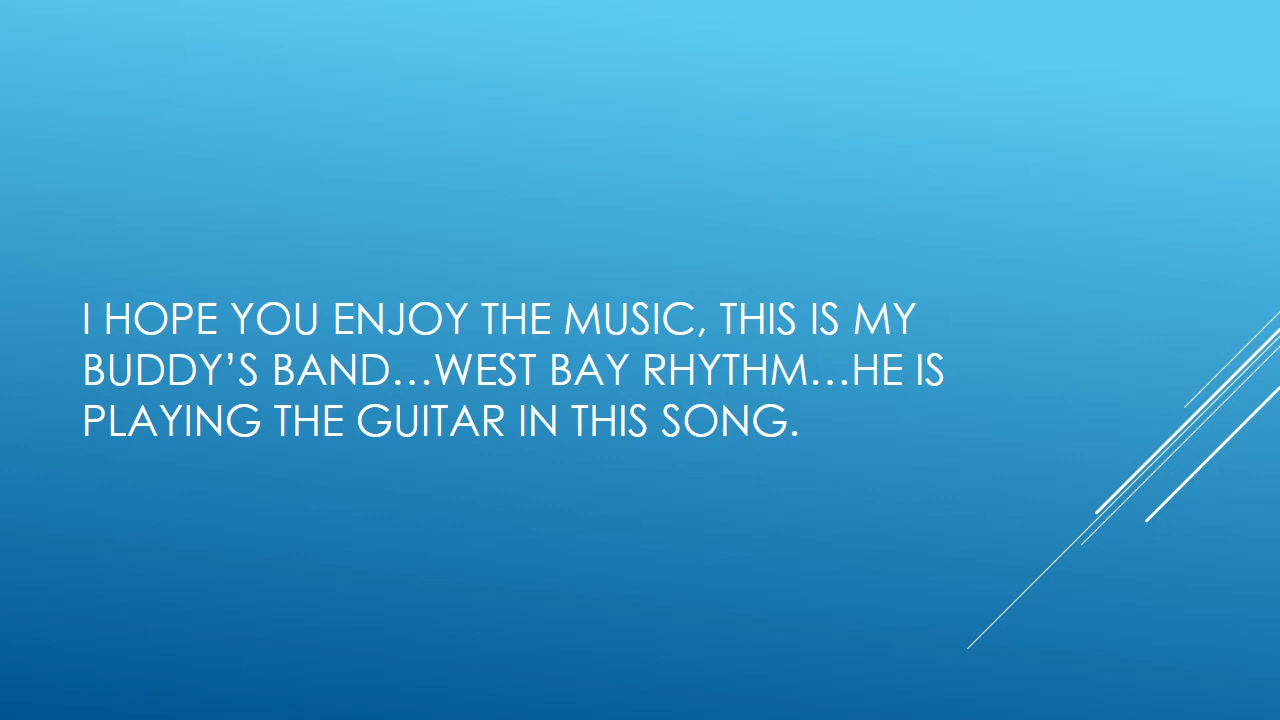 I HOPE YOU ENJOY THE MUSIC, THIS IS MY
BUDDY’S BAND…WEST BAY RHYTHM…HE IS
PLAYING THE GUITAR IN THIS SONG.